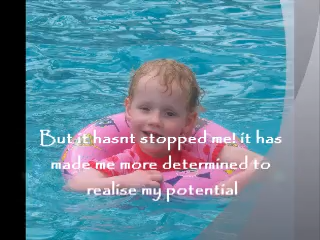 But it hasnt stopped me! it has
made me more determined to
realise my potential